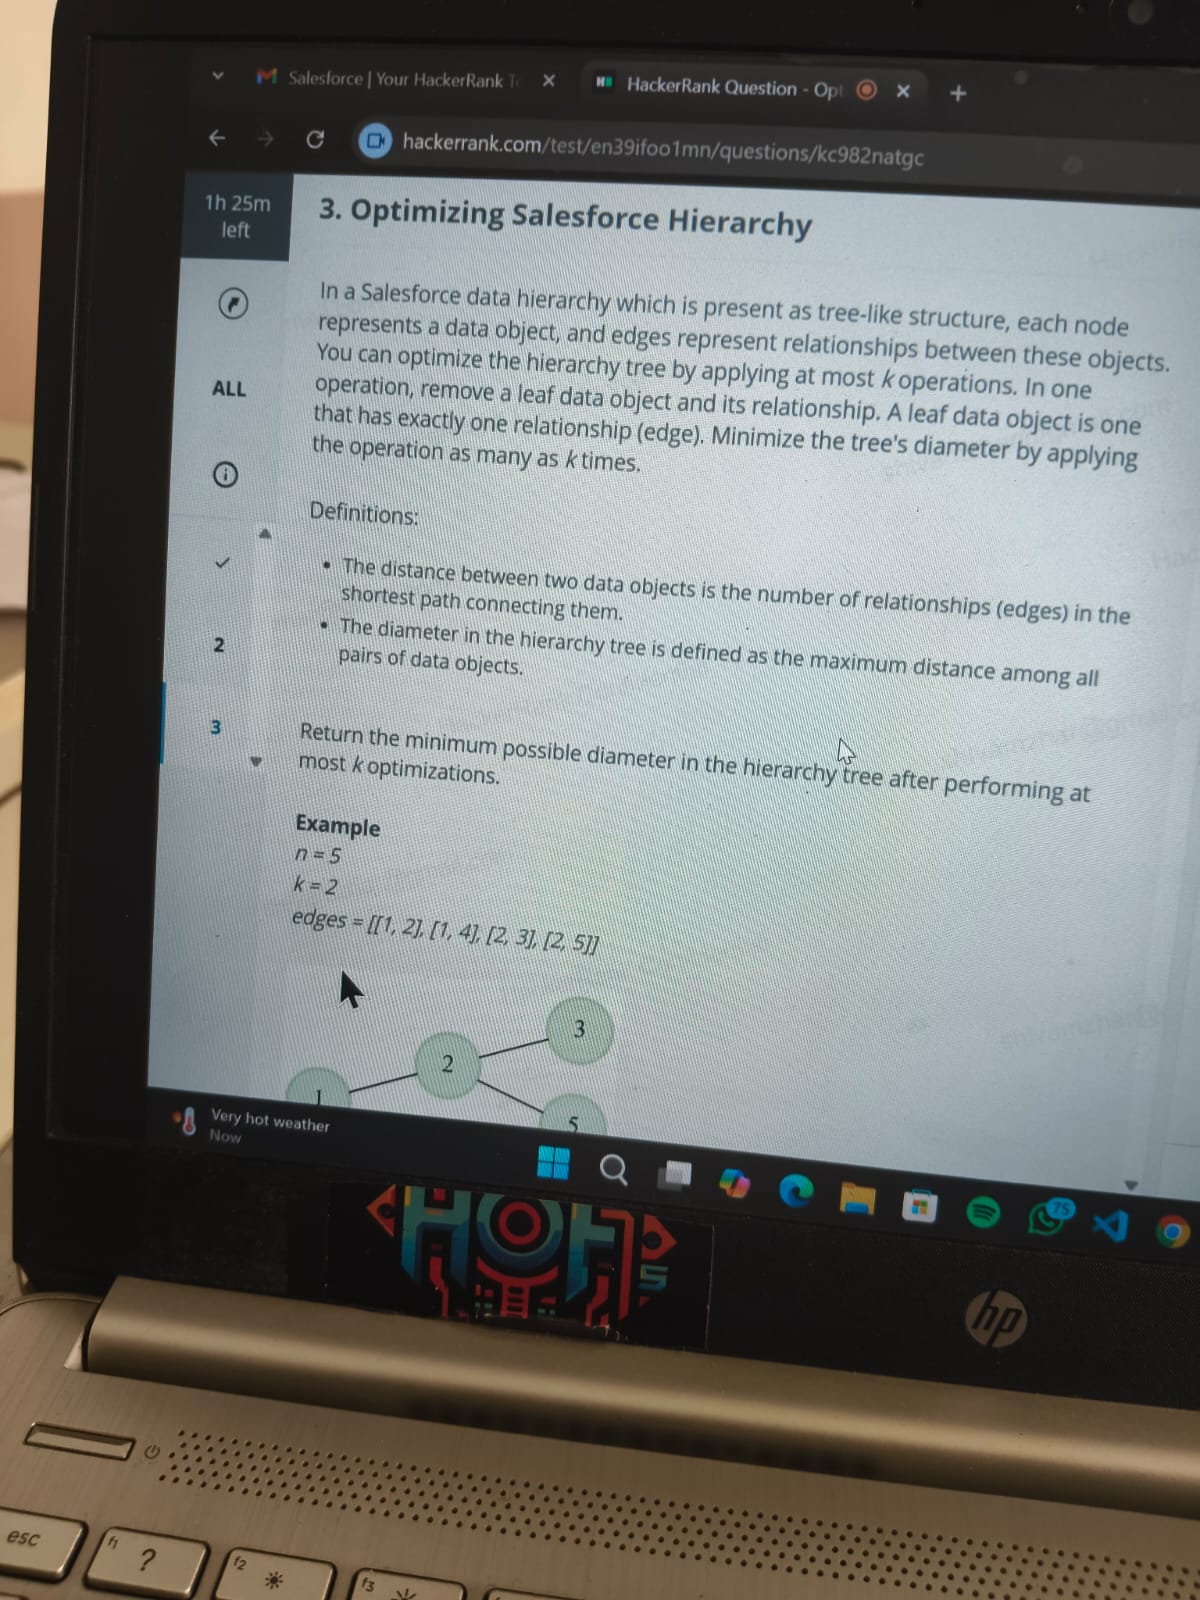 Salesforce | Your HackerRank Te
HackerRank Question - Opt
hackerrank.com/test/en39ifoo1mn/questions/kc982natgc
1h 25m
left
3. Optimizing Salesforce Hierarchy
In a Salesforce data hierarchy which is present as tree-like structure, each node
represents a data object, and edges represent relationships between these objects.
You can optimize the hierarchy tree by applying at most k operations. In one
operation, remove a leaf data object and its relationship. A leaf data object is one
that has exactly one relationship (edge). Minimize the tree's diameter by applying
the operation as many as k times.
ALL
Definitions:
• The distance between two data objects is the number of relationships (edges) in the
shortest path connecting them.
• The diameter in the hierarchy tree is defined as the maximum distance among all
pairs of data objects.
2
3
Return the minimum possible diameter in the hierarchy tree after performing at
most k optimizations.
Example
n = 5
k = 2
edges = [[1, 2], [1, 4], [2, 3], [2, 5]]
3
2
1
5
Very hot weather
Now
75
hp
esc
f1
?
f2
f3